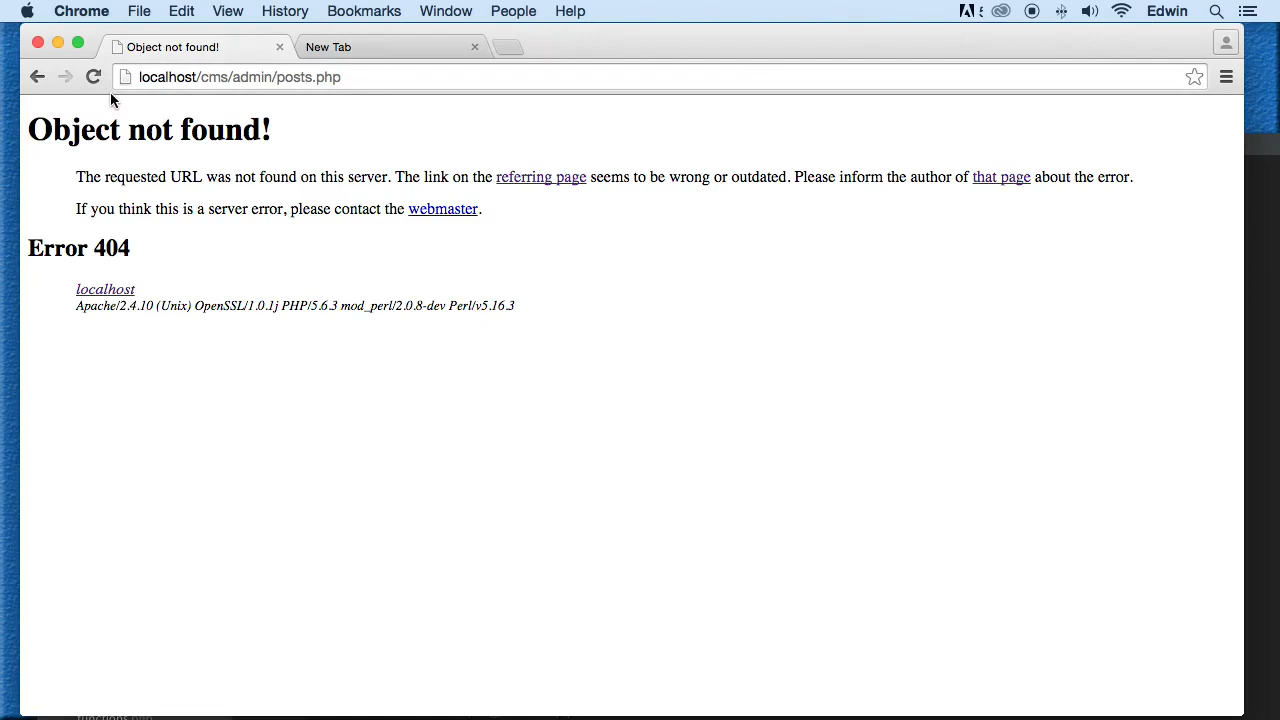 Chrome File Edit View History Bookmarks Window People Help Edwin
Object not found! New Tab
localhost/cms/admin/posts.php
Object not found!
The requested URL was not found on this server. The link on the referring page seems to be wrong or outdated. Please inform the author of that page about the error.
If you think this is a server error, please contact the webmaster.
Error 404
localhost
Apache/2.4.10 (Unix) OpenSSL/1.0.1j PHP/5.6.3 mod_perl/2.0.8-dev Perl/v5.16.3
functions.php